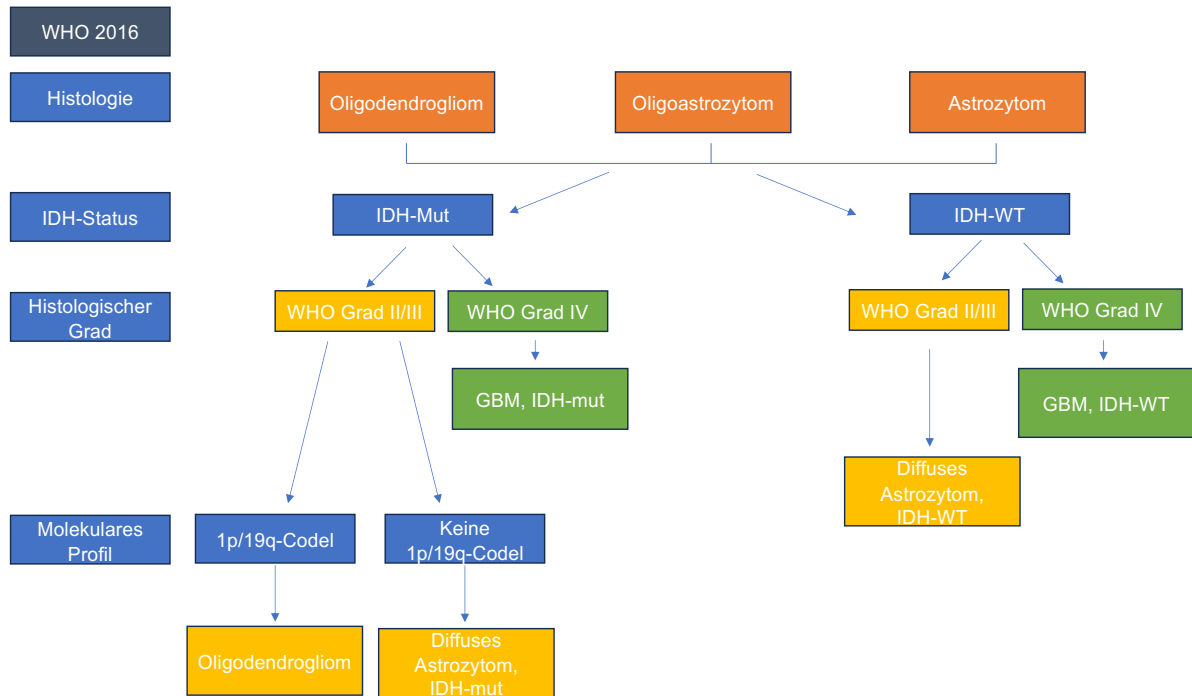 WHO 2016
Histologie
Oligodendrogliom
Oligoastrozytom
Astrozytom
IDH-Status
IDH-Mut
IDH-WT
Histologischer
Grad
WHO Grad II/III
WHO Grad IV
WHO Grad II/III
WHO Grad IV
GBM, IDH-mut
GBM, IDH-WT
Diffuses
Astrozytom,
IDH-WT
Molekulares
Profil
1p/19q-Codel
Keine
1p/19q-Codel
Oligodendrogliom
Diffuses
Astrozytom,
IDH-mut